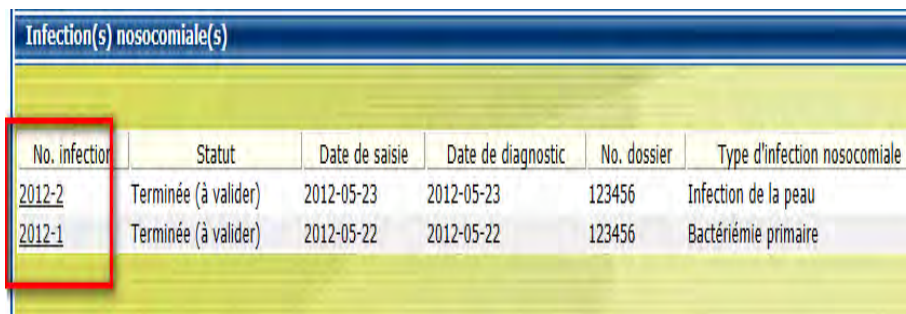 Infection(s) nosocomiale(s)
No. infection Statut Date de saisie Date de diagnostic No. dossier Type d'infection nosocomiale
2012-2 Terminée (à valider) 2012-05-23 2012-05-23 123456 Infection de la peau
2012-1 Terminée (à valider) 2012-05-22 2012-05-22 123456 Bactériémie primaire